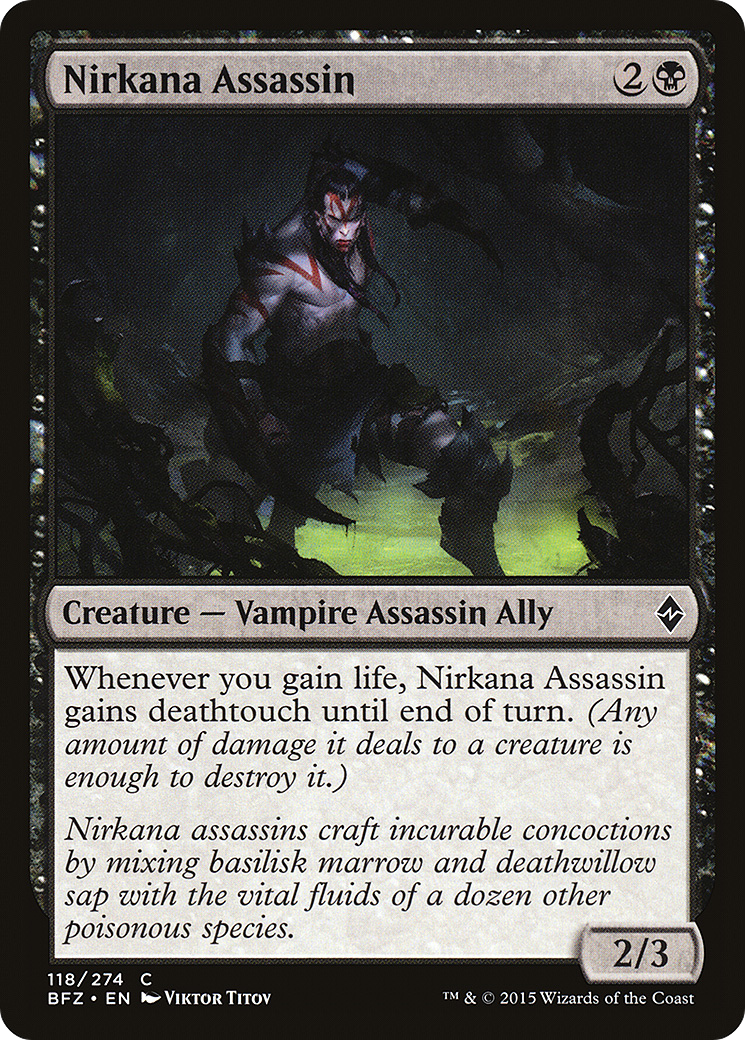 Nirkana Assassin 2
Creature — Vampire Assassin Ally
Whenever you gain life, Nirkana Assassin
gains deathtouch until end of turn. (Any
amount of damage it deals to a creature is
enough to destroy it.)
Nirkana assassins craft incurable concoctions
by mixing basilisk marrow and deathwillow
sap with the vital fluids of a dozen other
poisonous species.
2/3
118/274 C
BFZ • EN Viktor Titov
™ & © 2015 Wizards of the Coast